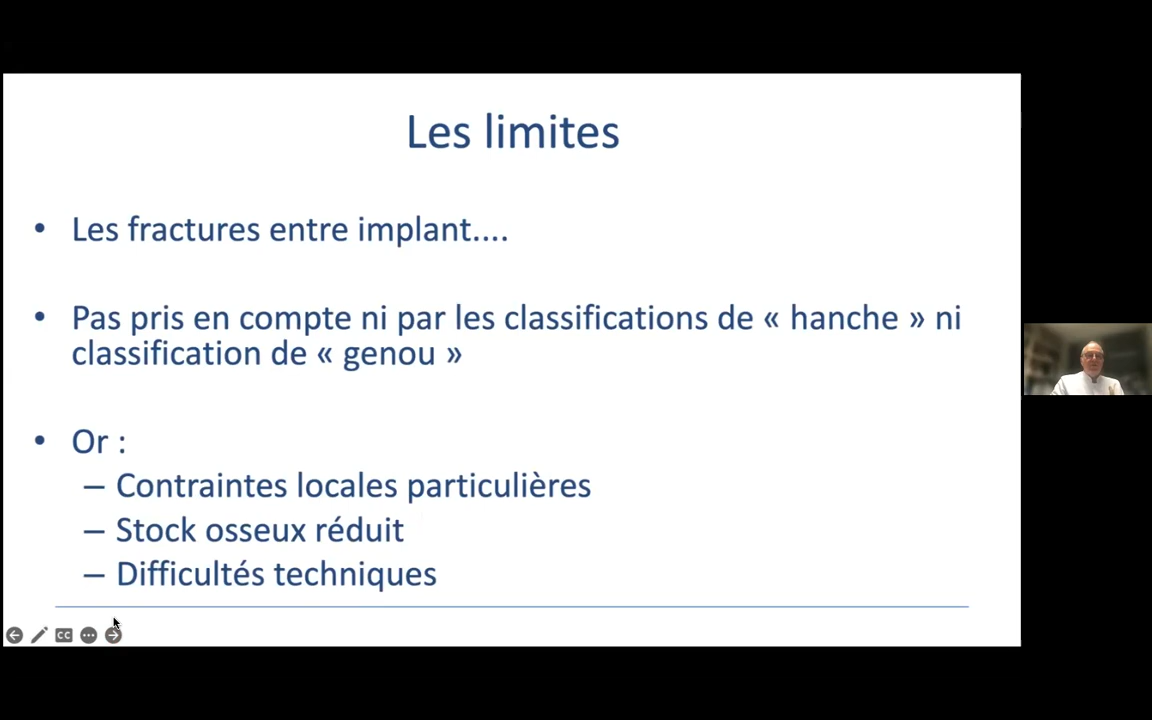 Les limites
• Les fractures entre implant....
• Pas pris en compte ni par les classifications de « hanche » ni
classification de « genou »
• Or :
– Contraintes locales particulières
– Stock osseux réduit
– Difficultés techniques
CC